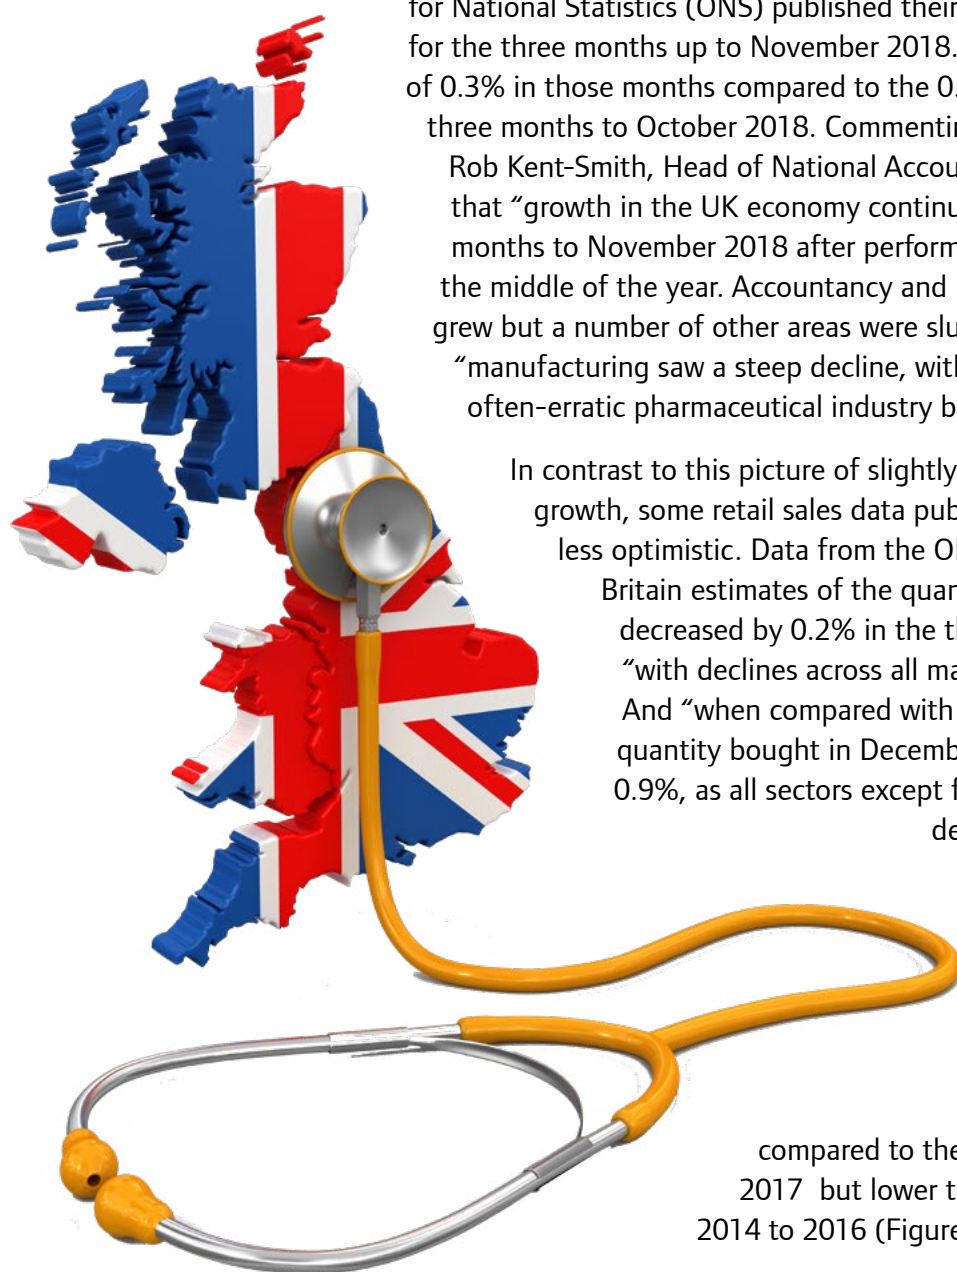 for National Statistics (ONS) published their
for the three months up to November 2018.
of 0.3% in those months compared to the 0.
three months to October 2018. Commenti
Rob Kent-Smith, Head of National Accou
that “growth in the UK economy continu
months to November 2018 after perform
the middle of the year. Accountancy and
grew but a number of other areas were slu
“manufacturing saw a steep decline, with
often-erratic pharmaceutical industry b
In contrast to this picture of slightly
growth, some retail sales data pub
less optimistic. Data from the O
Britain estimates of the quan
decreased by 0.2% in the t
“with declines across all ma
And “when compared with
quantity bought in Decemb
0.9%, as all sectors except f
de
compared to the
2017 but lower t
2014 to 2016 (Figure